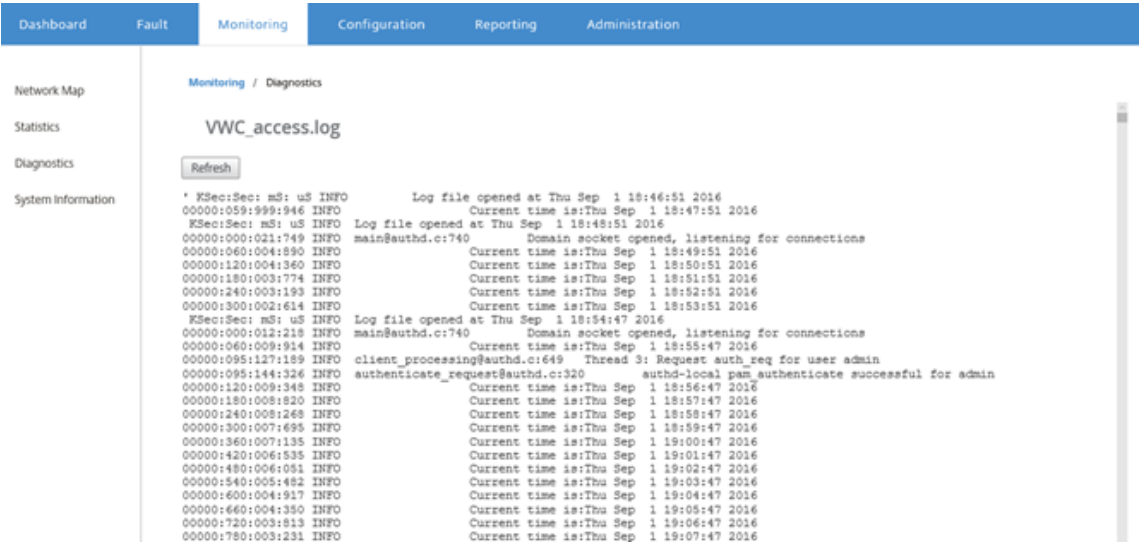 Dashboard Fault Monitoring Configuration Reporting Administration
Network Map
Statistics
Diagnostics
System Information
Monitoring / Diagnostics
VWC_access.log
Refresh
* KSec:Sec: mS: uS INFO Log file opened at Thu Sep 1 18:46:51 2016
00000:059:999:946 INFO Current time is:Thu Sep 1 18:47:51 2016
KSec:Sec: mS: uS INFO Log file opened at Thu Sep 1 18:48:51 2016
00000:000:021:749 INFO main@authd.c:740 Domain socket opened, listening for connections
00000:060:004:890 INFO Current time is:Thu Sep 1 18:49:51 2016
00000:120:004:360 INFO Current time is:Thu Sep 1 18:50:51 2016
00000:180:003:774 INFO Current time is:Thu Sep 1 18:51:51 2016
00000:240:003:193 INFO Current time is:Thu Sep 1 18:52:51 2016
00000:300:002:614 INFO Current time is:Thu Sep 1 18:53:51 2016
KSec:Sec: mS: uS INFO Log file opened at Thu Sep 1 18:54:47 2016
00000:000:012:218 INFO main@authd.c:740 Domain socket opened, listening for connections
00000:060:009:914 INFO Current time is:Thu Sep 1 18:55:47 2016
00000:095:127:189 INFO client_processing@authd.c:649 Thread 3: Request auth_req for user admin
00000:095:144:326 INFO authenticate_request@authd.c:320 authd-local pam_authenticate successful for admin
00000:120:009:348 INFO Current time is:Thu Sep 1 18:56:47 2016
00000:180:008:820 INFO Current time is:Thu Sep 1 18:57:47 2016
00000:240:008:268 INFO Current time is:Thu Sep 1 18:58:47 2016
00000:300:007:695 INFO Current time is:Thu Sep 1 18:59:47 2016
00000:360:007:135 INFO Current time is:Thu Sep 1 19:00:47 2016
00000:420:006:535 INFO Current time is:Thu Sep 1 19:01:47 2016
00000:480:006:051 INFO Current time is:Thu Sep 1 19:02:47 2016
00000:540:005:482 INFO Current time is:Thu Sep 1 19:03:47 2016
00000:600:004:917 INFO Current time is:Thu Sep 1 19:04:47 2016
00000:660:004:350 INFO Current time is:Thu Sep 1 19:05:47 2016
00000:720:003:813 INFO Current time is:Thu Sep 1 19:06:47 2016
00000:780:003:231 INFO Current time is:Thu Sep 1 19:07:47 2016